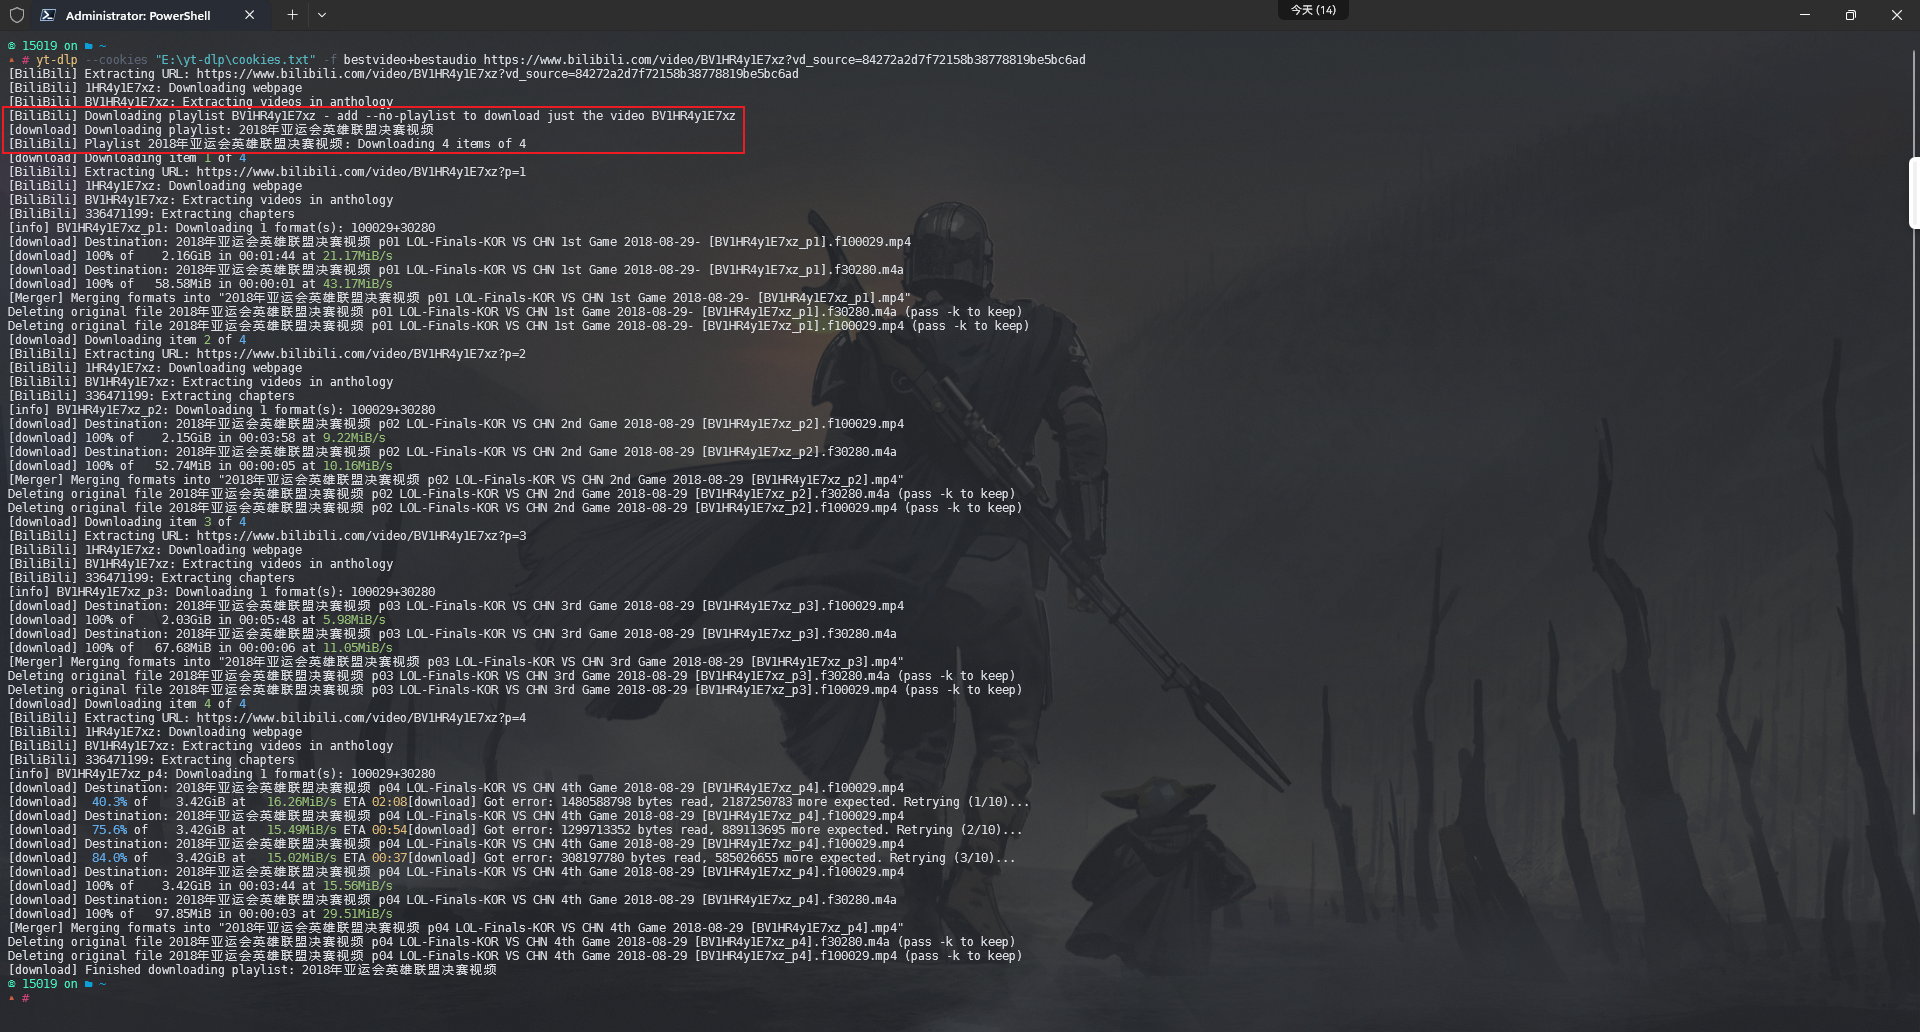 Administrator: PowerShell
今天 (14)
15019 on ~
# yt-dlp --cookies "E:\yt-dlp\cookies.txt" -f bestvideo+bestaudio https://www.bilibili.com/video/BV1HR4y1E7xz?vd_source=84272a2d7f72158b38778819be5bc6ad
[BiliBili] Extracting URL: https://www.bilibili.com/video/BV1HR4y1E7xz?vd_source=84272a2d7f72158b38778819be5bc6ad
[BiliBili] 1HR4y1E7xz: Downloading webpage
[BiliBili] BV1HR4y1E7xz: Extracting videos in anthology
[BiliBili] Downloading playlist BV1HR4y1E7xz - add --no-playlist to download just the video BV1HR4y1E7xz
[download] Downloading playlist: 2018年亚运会英雄联盟决赛视频
[BiliBili] Playlist 2018年亚运会英雄联盟决赛视频: Downloading 4 items of 4
[download] Downloading item 1 of 4
[BiliBili] Extracting URL: https://www.bilibili.com/video/BV1HR4y1E7xz?p=1
[BiliBili] 1HR4y1E7xz: Downloading webpage
[BiliBili] BV1HR4y1E7xz: Extracting videos in anthology
[BiliBili] 336471199: Extracting chapters
[info] BV1HR4y1E7xz_p1: Downloading 1 format(s): 100029+30280
[download] Destination: 2018年亚运会英雄联盟决赛视频 p01 LOL-Finals-KOR VS CHN 1st Game 2018-08-29- [BV1HR4y1E7xz_p1].f100029.mp4
[download] 100% of    2.16GiB in 00:01:44 at 21.17MiB/s
[download] Destination: 2018年亚运会英雄联盟决赛视频 p01 LOL-Finals-KOR VS CHN 1st Game 2018-08-29- [BV1HR4y1E7xz_p1].f30280.m4a
[download] 100% of   58.58MiB in 00:00:01 at 43.17MiB/s
[Merger] Merging formats into "2018年亚运会英雄联盟决赛视频 p01 LOL-Finals-KOR VS CHN 1st Game 2018-08-29- [BV1HR4y1E7xz_p1].mp4"
Deleting original file 2018年亚运会英雄联盟决赛视频 p01 LOL-Finals-KOR VS CHN 1st Game 2018-08-29- [BV1HR4y1E7xz_p1].f30280.m4a (pass -k to keep)
Deleting original file 2018年亚运会英雄联盟决赛视频 p01 LOL-Finals-KOR VS CHN 1st Game 2018-08-29- [BV1HR4y1E7xz_p1].f100029.mp4 (pass -k to keep)
[download] Downloading item 2 of 4
[BiliBili] Extracting URL: https://www.bilibili.com/video/BV1HR4y1E7xz?p=2
[BiliBili] 1HR4y1E7xz: Downloading webpage
[BiliBili] BV1HR4y1E7xz: Extracting videos in anthology
[BiliBili] 336471199: Extracting chapters
[info] BV1HR4y1E7xz_p2: Downloading 1 format(s): 100029+30280
[download] Destination: 2018年亚运会英雄联盟决赛视频 p02 LOL-Finals-KOR VS CHN 2nd Game 2018-08-29 [BV1HR4y1E7xz_p2].f100029.mp4
[download] 100% of    2.15GiB in 00:03:58 at 9.22MiB/s
[download] Destination: 2018年亚运会英雄联盟决赛视频 p02 LOL-Finals-KOR VS CHN 2nd Game 2018-08-29 [BV1HR4y1E7xz_p2].f30280.m4a
[download] 100% of   52.74MiB in 00:00:05 at 10.16MiB/s
[Merger] Merging formats into "2018年亚运会英雄联盟决赛视频 p02 LOL-Finals-KOR VS CHN 2nd Game 2018-08-29 [BV1HR4y1E7xz_p2].mp4"
Deleting original file 2018年亚运会英雄联盟决赛视频 p02 LOL-Finals-KOR VS CHN 2nd Game 2018-08-29 [BV1HR4y1E7xz_p2].f30280.m4a (pass -k to keep)
Deleting original file 2018年亚运会英雄联盟决赛视频 p02 LOL-Finals-KOR VS CHN 2nd Game 2018-08-29 [BV1HR4y1E7xz_p2].f100029.mp4 (pass -k to keep)
[download] Downloading item 3 of 4
[BiliBili] Extracting URL: https://www.bilibili.com/video/BV1HR4y1E7xz?p=3
[BiliBili] 1HR4y1E7xz: Downloading webpage
[BiliBili] BV1HR4y1E7xz: Extracting videos in anthology
[BiliBili] 336471199: Extracting chapters
[info] BV1HR4y1E7xz_p3: Downloading 1 format(s): 100029+30280
[download] Destination: 2018年亚运会英雄联盟决赛视频 p03 LOL-Finals-KOR VS CHN 3rd Game 2018-08-29 [BV1HR4y1E7xz_p3].f100029.mp4
[download] 100% of    2.03GiB in 00:05:48 at 5.98MiB/s
[download] Destination: 2018年亚运会英雄联盟决赛视频 p03 LOL-Finals-KOR VS CHN 3rd Game 2018-08-29 [BV1HR4y1E7xz_p3].f30280.m4a
[download] 100% of   67.68MiB in 00:00:06 at 11.05MiB/s
[Merger] Merging formats into "2018年亚运会英雄联盟决赛视频 p03 LOL-Finals-KOR VS CHN 3rd Game 2018-08-29 [BV1HR4y1E7xz_p3].mp4"
Deleting original file 2018年亚运会英雄联盟决赛视频 p03 LOL-Finals-KOR VS CHN 3rd Game 2018-08-29 [BV1HR4y1E7xz_p3].f30280.m4a (pass -k to keep)
Deleting original file 2018年亚运会英雄联盟决赛视频 p03 LOL-Finals-KOR VS CHN 3rd Game 2018-08-29 [BV1HR4y1E7xz_p3].f100029.mp4 (pass -k to keep)
[download] Downloading item 4 of 4
[BiliBili] Extracting URL: https://www.bilibili.com/video/BV1HR4y1E7xz?p=4
[BiliBili] 1HR4y1E7xz: Downloading webpage
[BiliBili] BV1HR4y1E7xz: Extracting videos in anthology
[BiliBili] 336471199: Extracting chapters
[info] BV1HR4y1E7xz_p4: Downloading 1 format(s): 100029+30280
[download] Destination: 2018年亚运会英雄联盟决赛视频 p04 LOL-Finals-KOR VS CHN 4th Game 2018-08-29 [BV1HR4y1E7xz_p4].f100029.mp4
[download]  40.3% of    3.42GiB at   16.26MiB/s ETA 02:08[download] Got error: 1480588798 bytes read, 2187250783 more expected. Retrying (1/10)...
[download] Destination: 2018年亚运会英雄联盟决赛视频 p04 LOL-Finals-KOR VS CHN 4th Game 2018-08-29 [BV1HR4y1E7xz_p4].f100029.mp4
[download]  75.6% of    3.42GiB at   15.49MiB/s ETA 00:54[download] Got error: 1299713352 bytes read, 889113695 more expected. Retrying (2/10)...
[download] Destination: 2018年亚运会英雄联盟决赛视频 p04 LOL-Finals-KOR VS CHN 4th Game 2018-08-29 [BV1HR4y1E7xz_p4].f100029.mp4
[download]  84.0% of    3.42GiB at   15.02MiB/s ETA 00:37[download] Got error: 308197780 bytes read, 585026655 more expected. Retrying (3/10)...
[download] Destination: 2018年亚运会英雄联盟决赛视频 p04 LOL-Finals-KOR VS CHN 4th Game 2018-08-29 [BV1HR4y1E7xz_p4].f100029.mp4
[download] 100% of    3.42GiB in 00:03:44 at 15.56MiB/s
[download] Destination: 2018年亚运会英雄联盟决赛视频 p04 LOL-Finals-KOR VS CHN 4th Game 2018-08-29 [BV1HR4y1E7xz_p4].f30280.m4a
[download] 100% of   97.85MiB in 00:00:03 at 29.51MiB/s
[Merger] Merging formats into "2018年亚运会英雄联盟决赛视频 p04 LOL-Finals-KOR VS CHN 4th Game 2018-08-29 [BV1HR4y1E7xz_p4].mp4"
Deleting original file 2018年亚运会英雄联盟决赛视频 p04 LOL-Finals-KOR VS CHN 4th Game 2018-08-29 [BV1HR4y1E7xz_p4].f30280.m4a (pass -k to keep)
Deleting original file 2018年亚运会英雄联盟决赛视频 p04 LOL-Finals-KOR VS CHN 4th Game 2018-08-29 [BV1HR4y1E7xz_p4].f100029.mp4 (pass -k to keep)
[download] Finished downloading playlist: 2018年亚运会英雄联盟决赛视频
15019 on ~
#